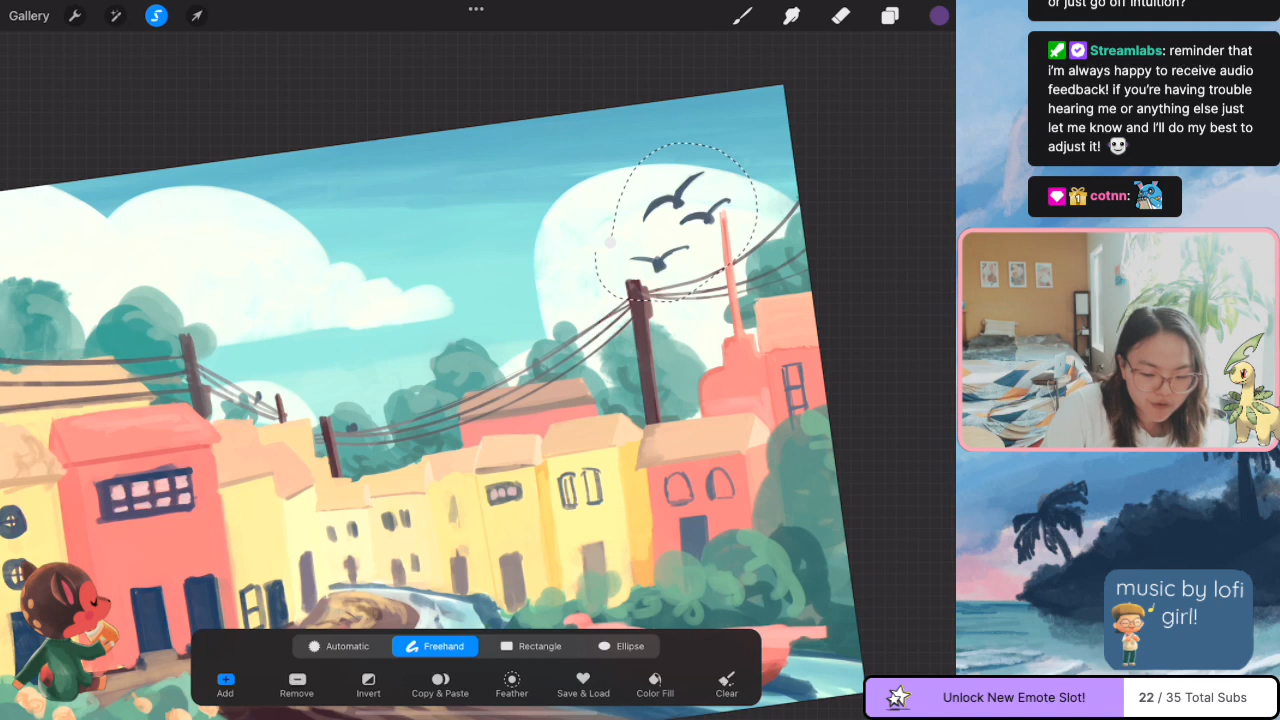 Gallery
or just go off intuition?
Streamlabs: reminder that
i'm always happy to receive audio
feedback! if you're having trouble
hearing me or anything else just
let me know and I'll do my best to
adjust it!
1 cotnn:
music by lofi
girl!
Automatic
Freehand
Rectangle
Ellipse
Add
Remove
Invert
Copy & Paste
Feather
Save & Load
Color Fill
Clear
Unlock New Emote Slot!
22 / 35 Total Subs